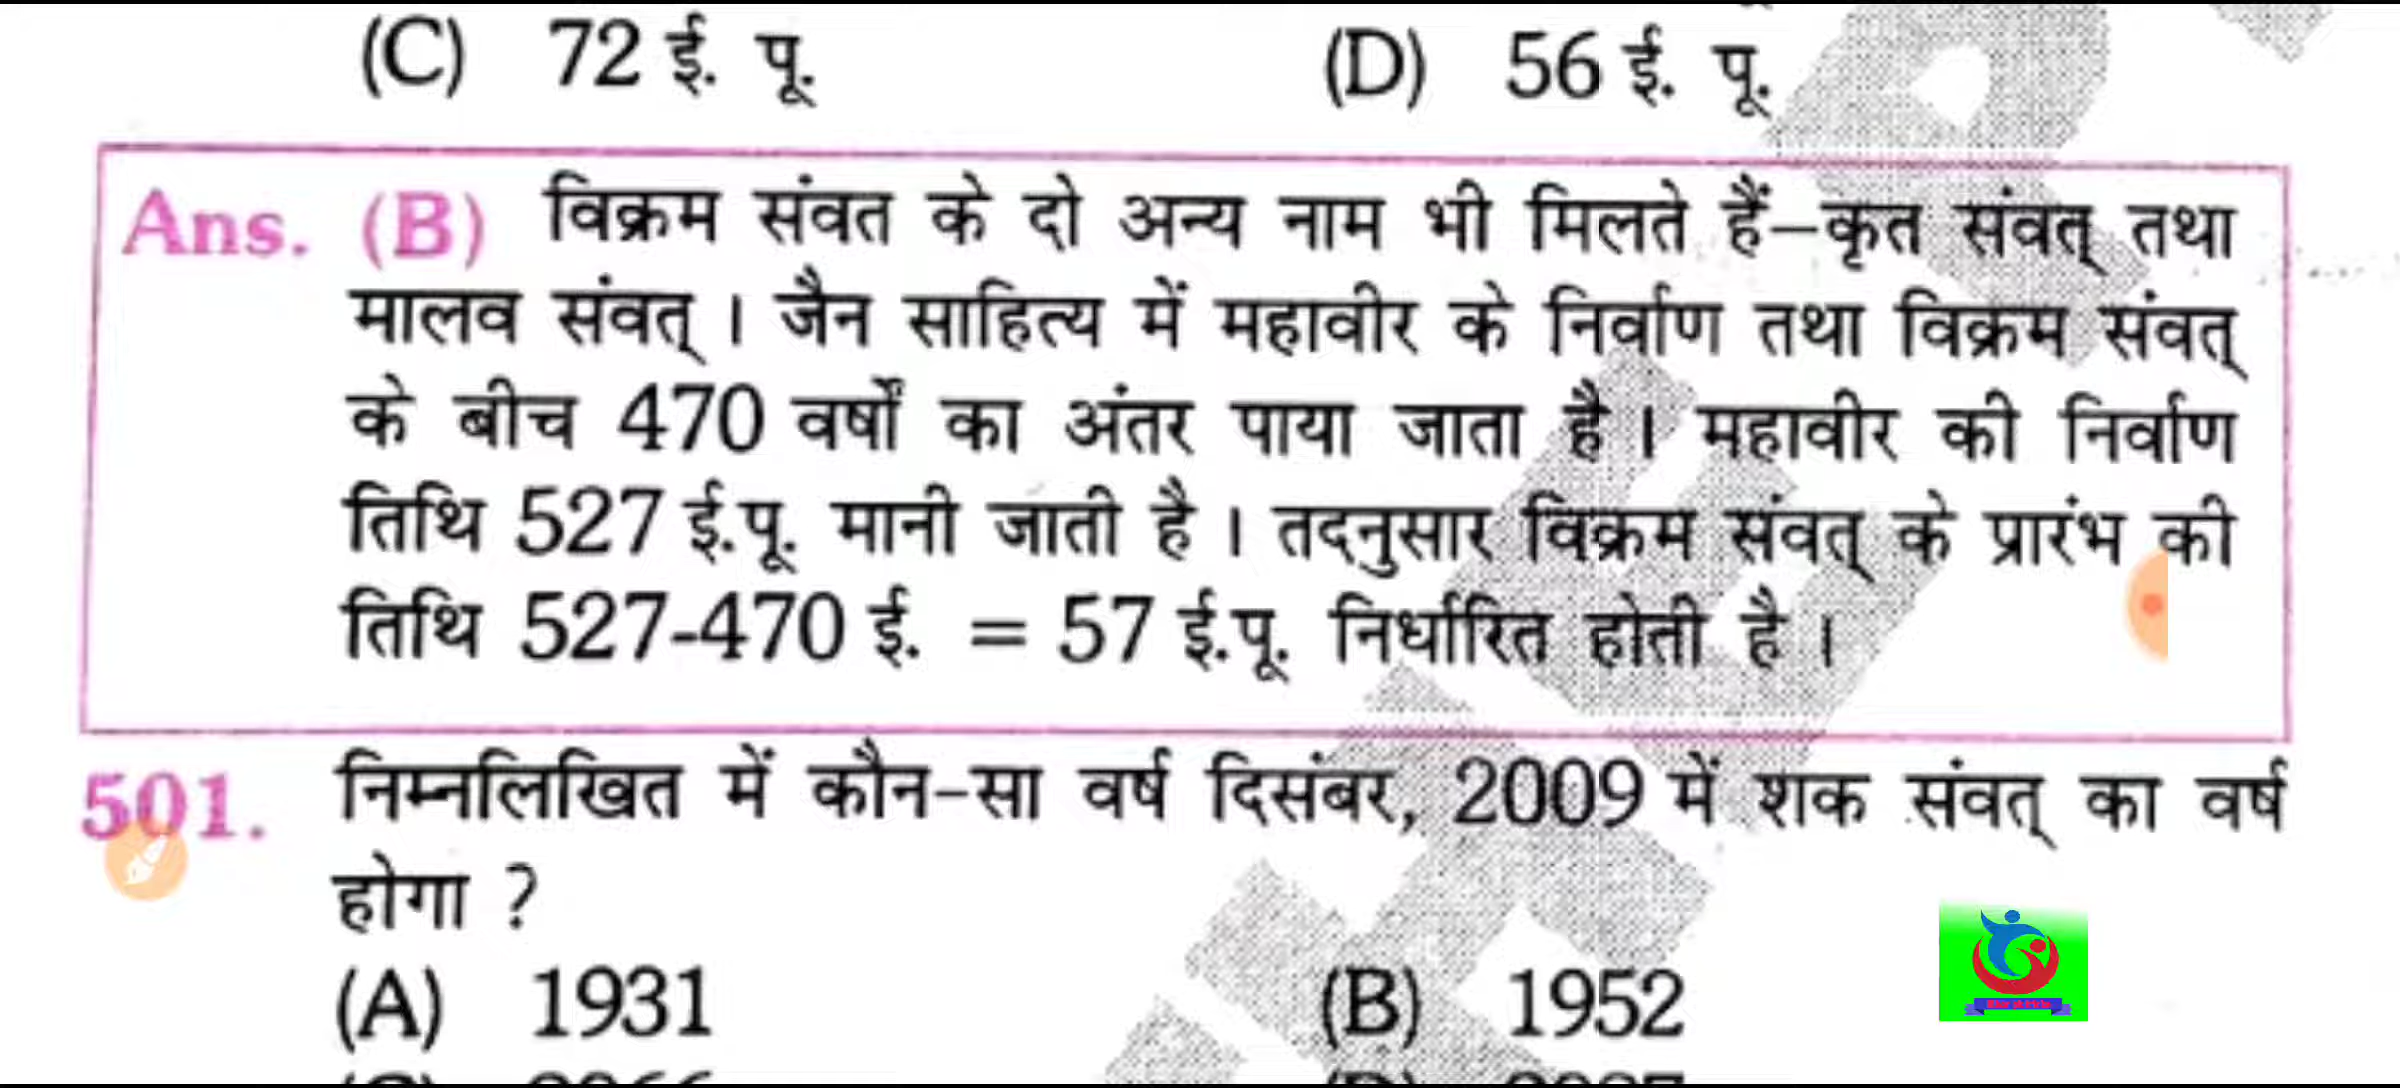 (C) 72 ई. पू. (D) 56 ई. पू.
Ans. (B) विक्रम संवत के दो अन्य नाम भी मिलते हैं–कृत संवत् तथा
मालव संवत् । जैन साहित्य में महावीर के निर्वाण तथा विक्रम संवत्
के बीच 470 वर्षों का अंतर पाया जाता है । महावीर की निर्वाण
तिथि 527 ई.पू. मानी जाती है । तदनुसार विक्रम संवत् के प्रारंभ की
तिथि 527-470 ई. = 57 ई.पू. निर्धारित होती है ।
501. निम्नलिखित में कौन-सा वर्ष दिसंबर, 2009 में शक संवत् का वर्ष
होगा ?
(A) 1931 (B) 1952